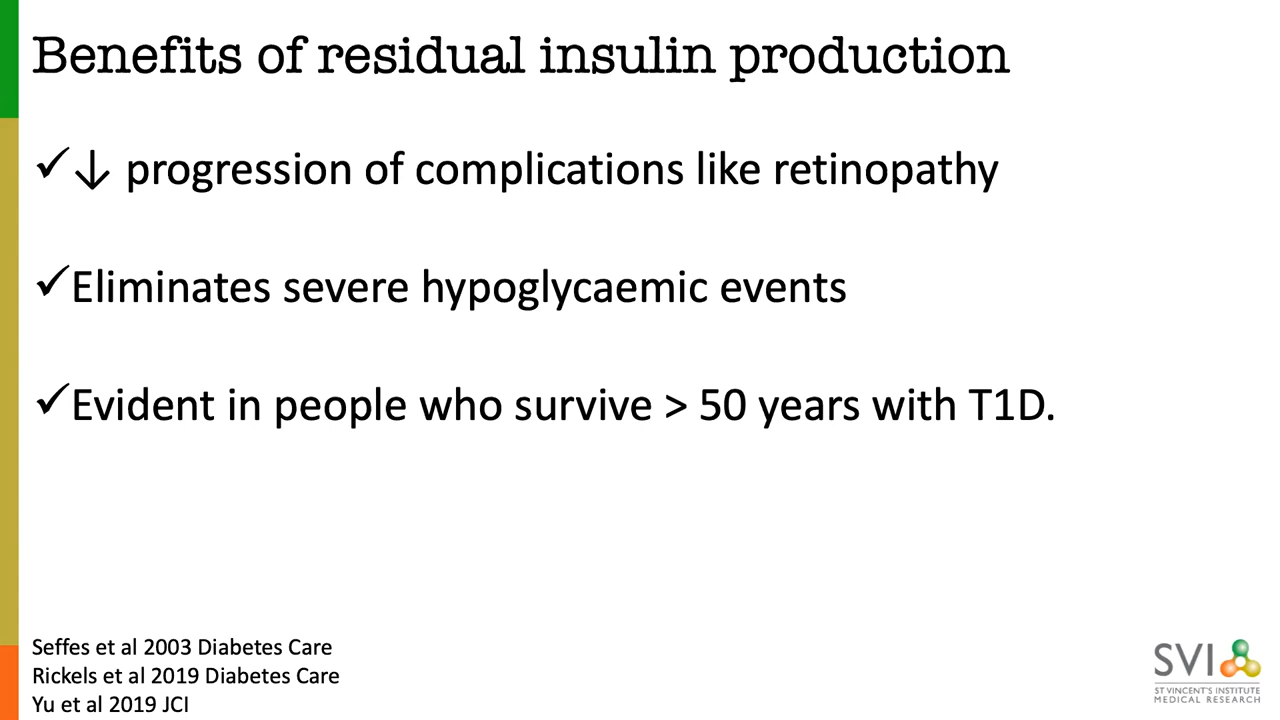 Benefits of residual insulin production
✓↓ progression of complications like retinopathy
✓Eliminates severe hypoglycaemic events
✓Evident in people who survive > 50 years with T1D.
Seffes et al 2003 Diabetes Care
Rickels et al 2019 Diabetes Care
Yu et al 2019 JCI
SVI
ST VINCENT'S INSTITUTE
MEDICAL RESEARCH